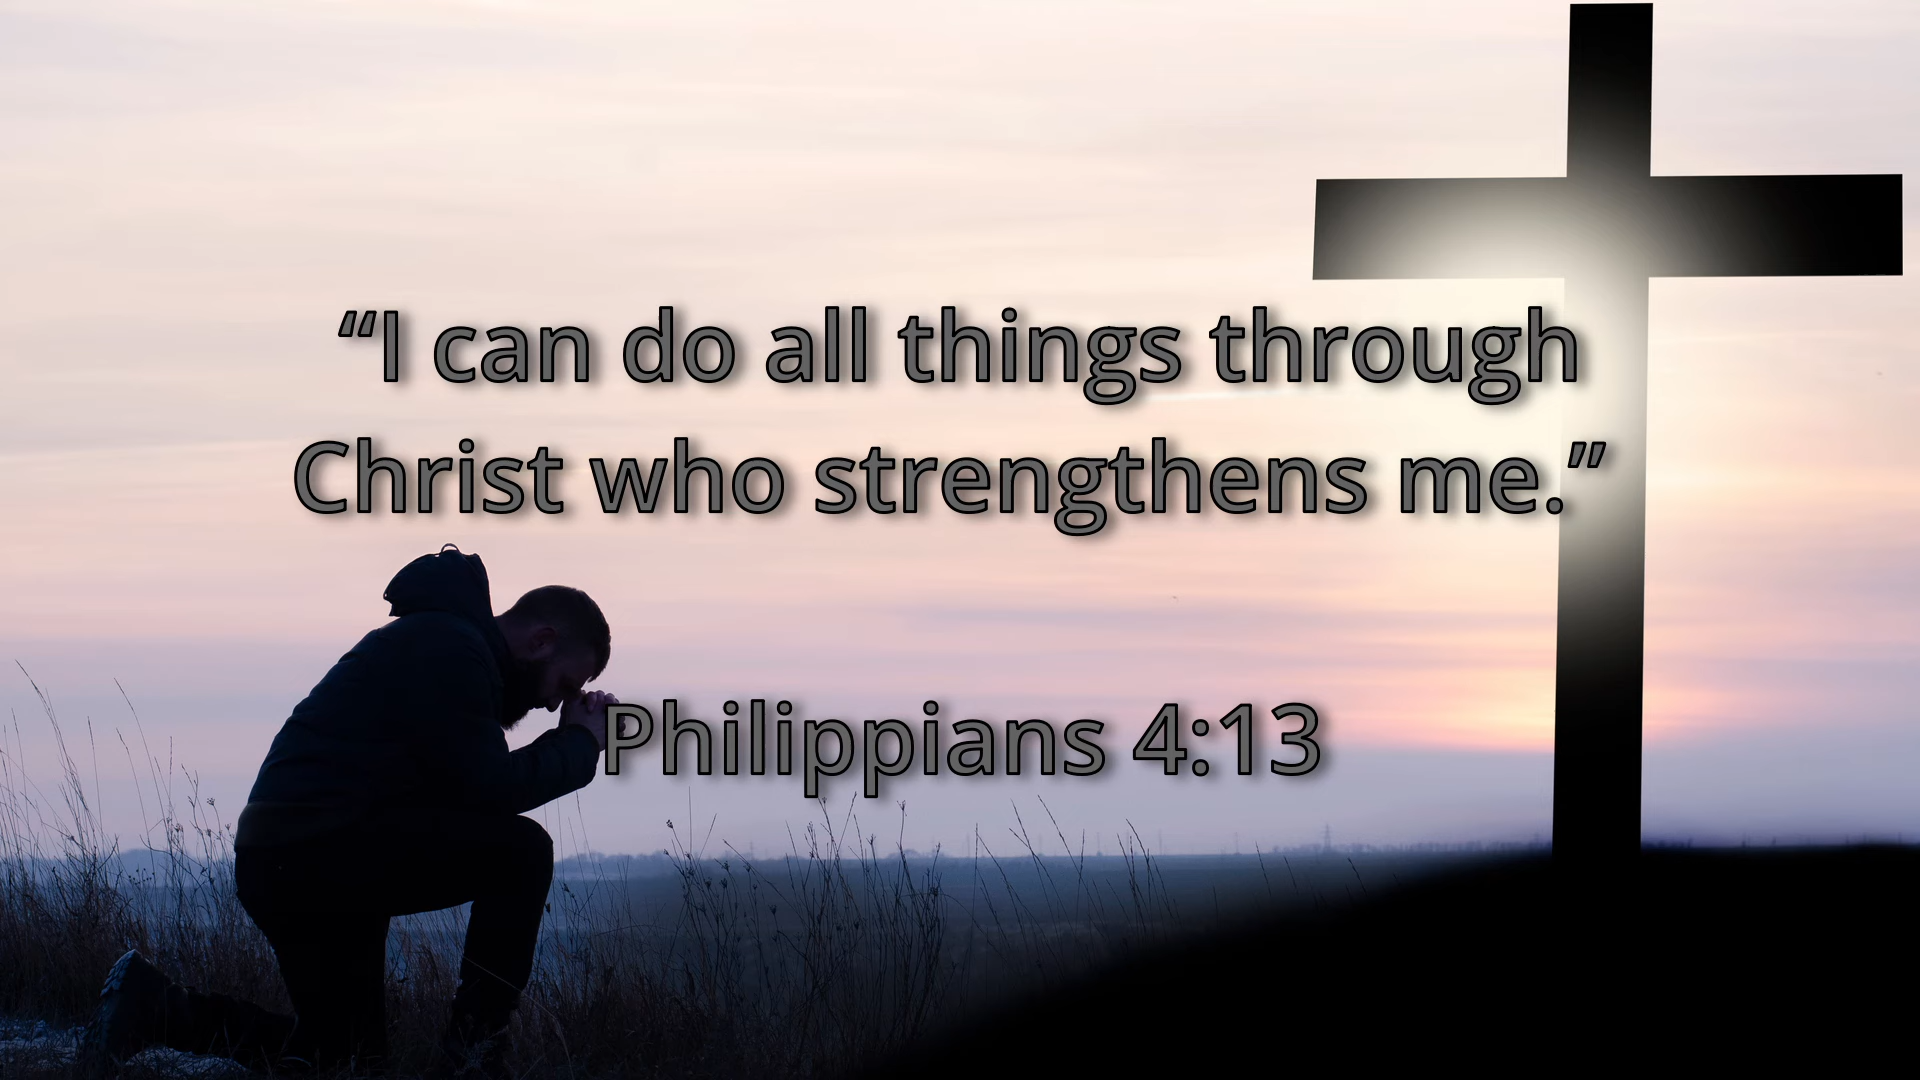 “I can do all things through
Christ who strengthens me.”
Philippians 4:13